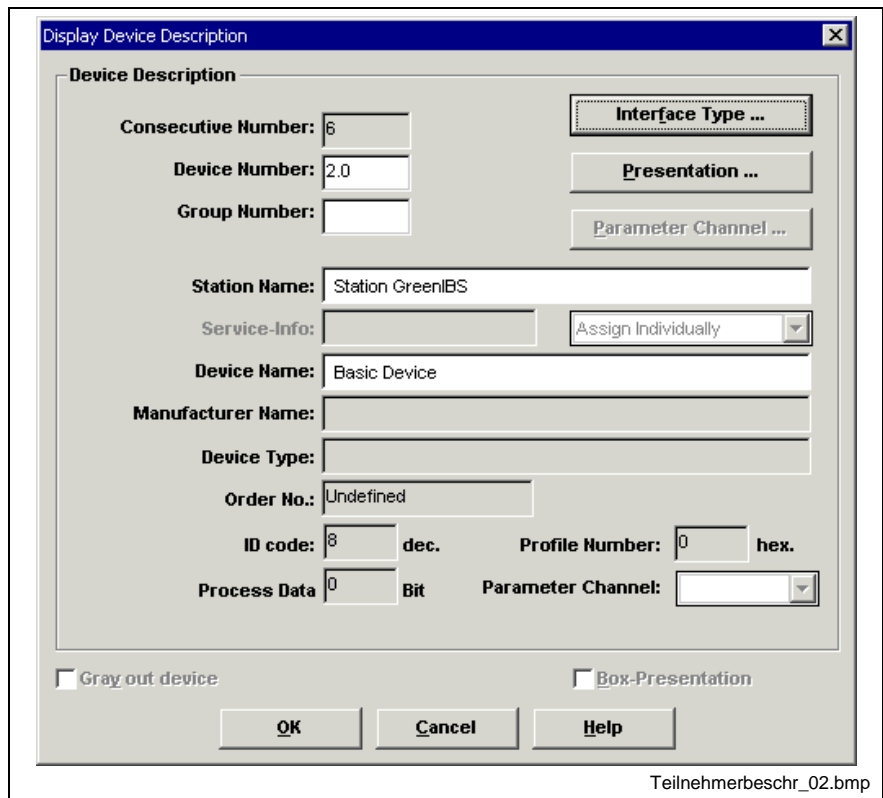 Display Device Description
Device Description
Consecutive Number: 6
Interface Type ...
Device Number: 2.0
Presentation ...
Group Number:
Parameter Channel ...
Station Name: Station GreenIBS
Service-Info: Assign Individually
Device Name: Basic Device
Manufacturer Name:
Device Type:
Order No.: Undefined
ID code: 8 dec. Profile Number: 0 hex.
Process Data 0 Bit Parameter Channel:
Gray out device Box-Presentation
OK Cancel Help
Teilnehmerbeschr_02.bmp